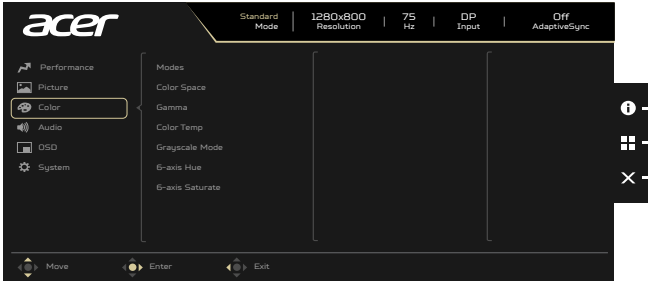 acer
Standard Mode
1280x800 Resolution
75 Hz
DP Input
Off AdaptiveSync
Performance
Picture
Color
Audio
OSD
System
Modes
Color Space
Gamma
Color Temp
Grayscale Mode
6-axis Hue
6-axis Saturate
Move
Enter
Exit